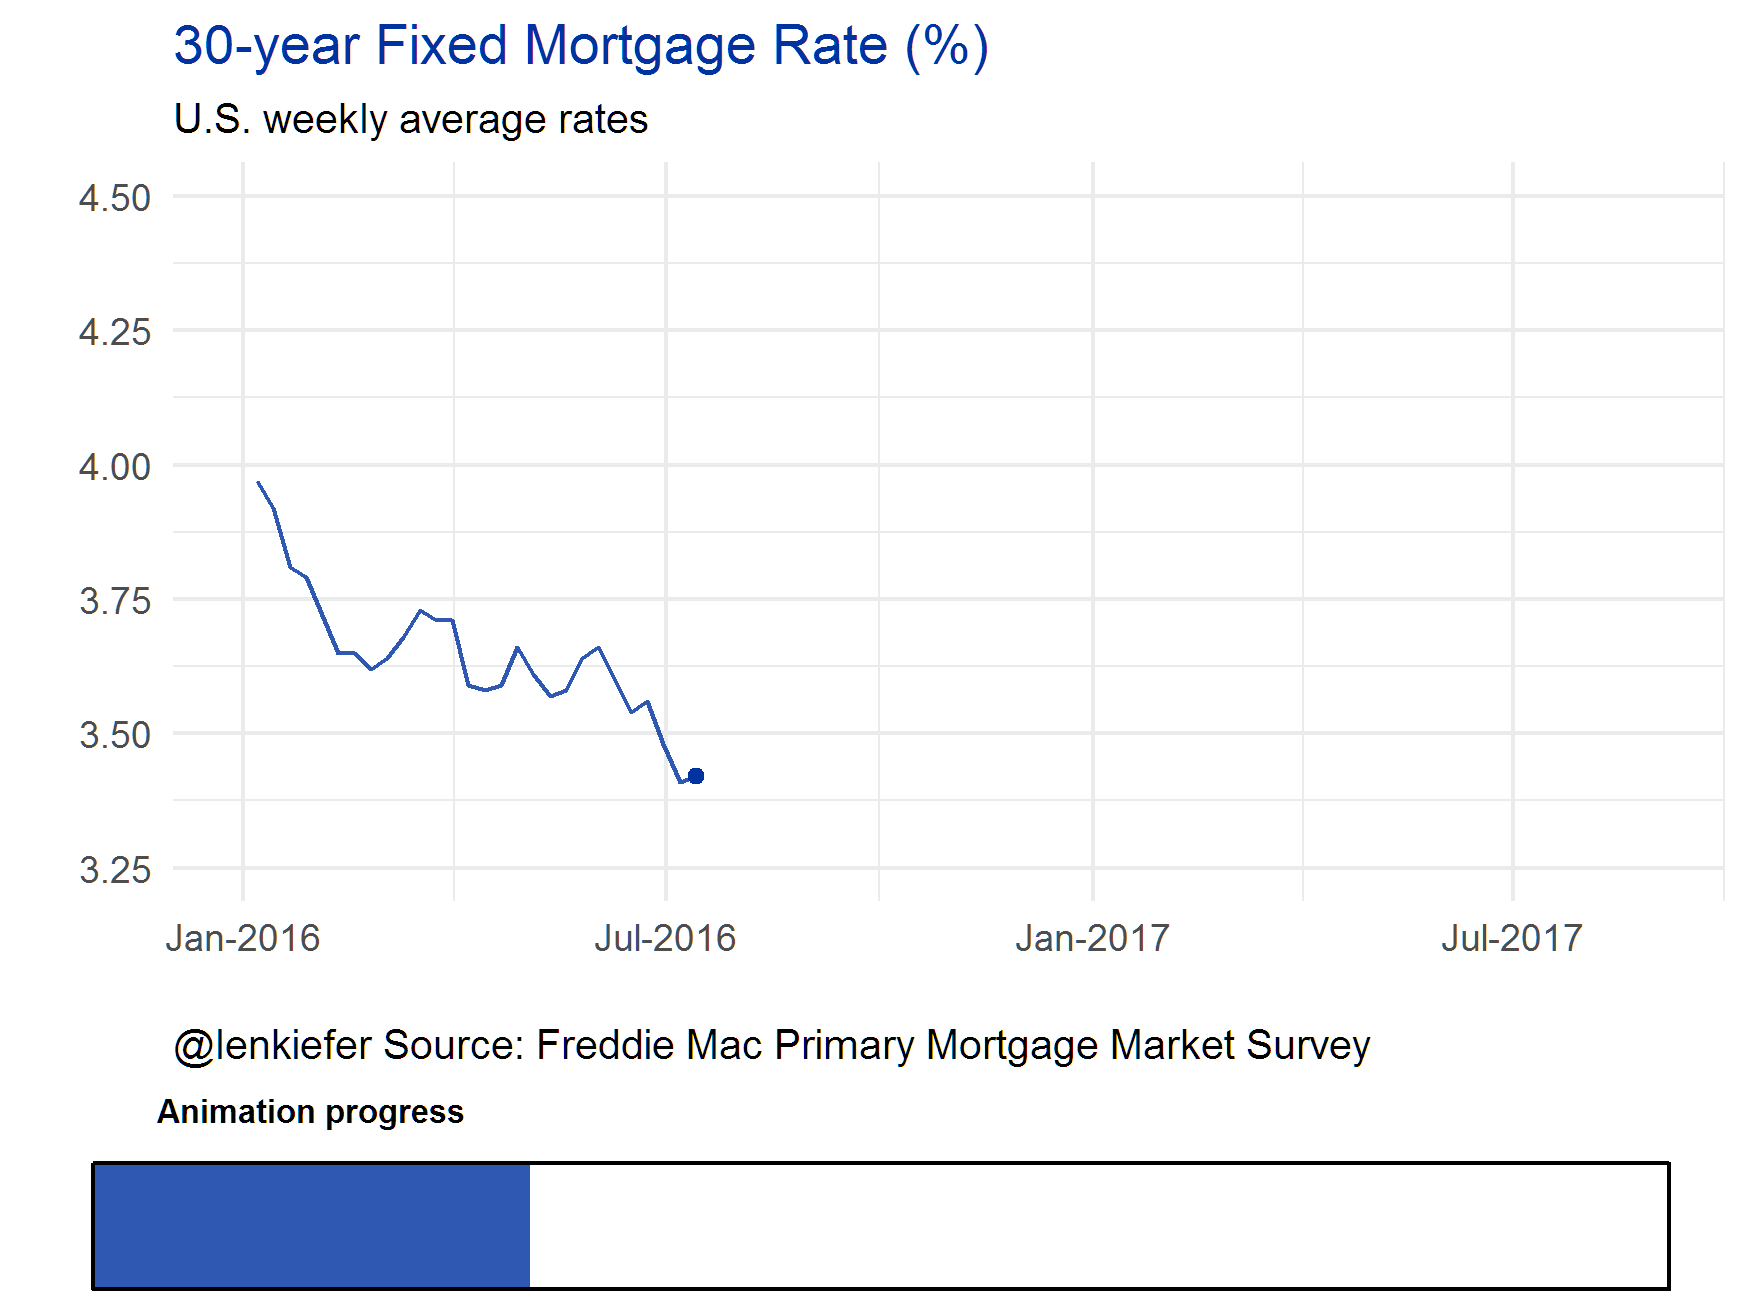 30-year Fixed Mortgage Rate (%)
U.S. weekly average rates
4.50
4.25
4.00
3.75
3.50
3.25
Jan-2016 Jul-2016 Jan-2017 Jul-2017
@lenkiefer Source: Freddie Mac Primary Mortgage Market Survey
Animation progress